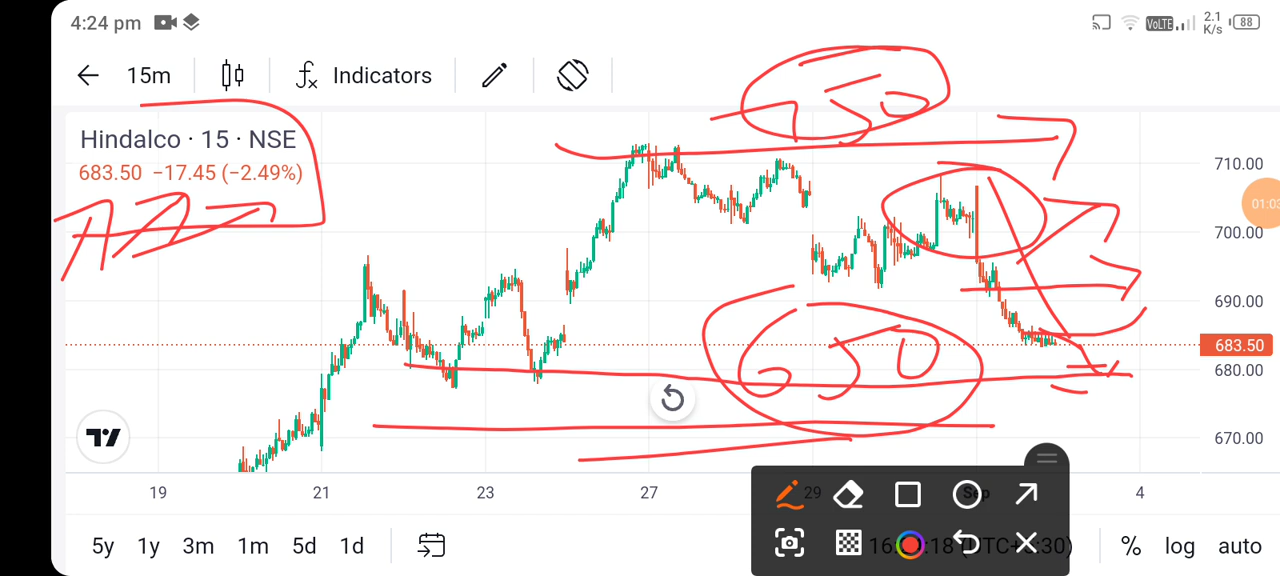 4:24 pm VoLTE 2.1 K/s 88
15m Indicators
Hindalco · 15 · NSE
683.50 −17.45 (−2.49%)
710.00
01:03
700.00
690.00
683.50
680.00
670.00
19 21 23 27 29 Sep 4
5y 1y 3m 1m 5d 1d % log auto